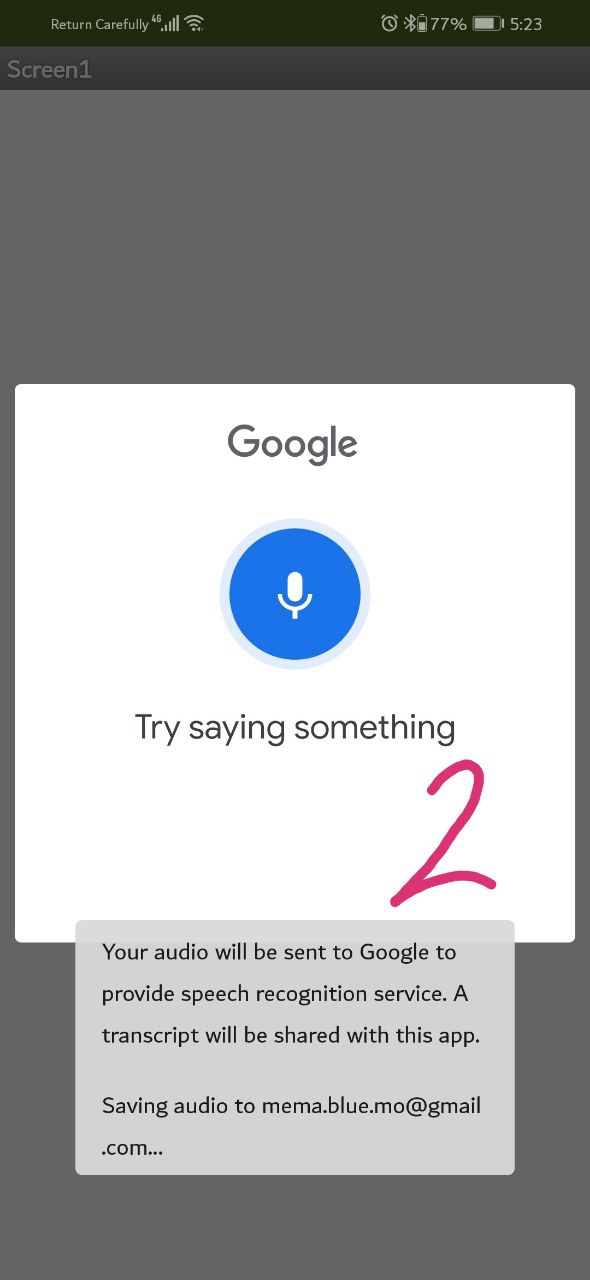 Return Carefully 4G 77% 5:23
Screen1
Google
Try saying something
2
Your audio will be sent to Google to
provide speech recognition service. A
transcript will be shared with this app.
Saving audio to mema.blue.mo@gmail
.com...